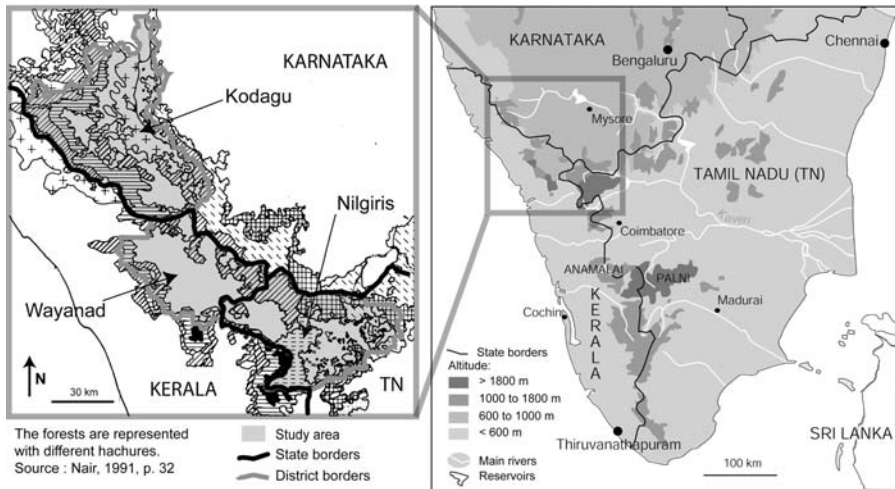 KARNATAKA
Kodagu
Nilgiris
Wayanad
N
30 km
KERALA
TN
The forests are represented
with different hachures.
Source : Nair, 1991, p. 32
Study area
State borders
District borders
KARNATAKA
Bengaluru
Chennai
Mysore
TAMIL NADU (TN)
Kaveri
Coimbatore
ANAMALAI
PALNI
Madurai
Cochin
KERALA
State borders
Altitude:
> 1800 m
1000 to 1800 m
600 to 1000 m
< 600 m
Thiruvanathapuram
SRI LANKA
Main rivers
Reservoirs
100 km